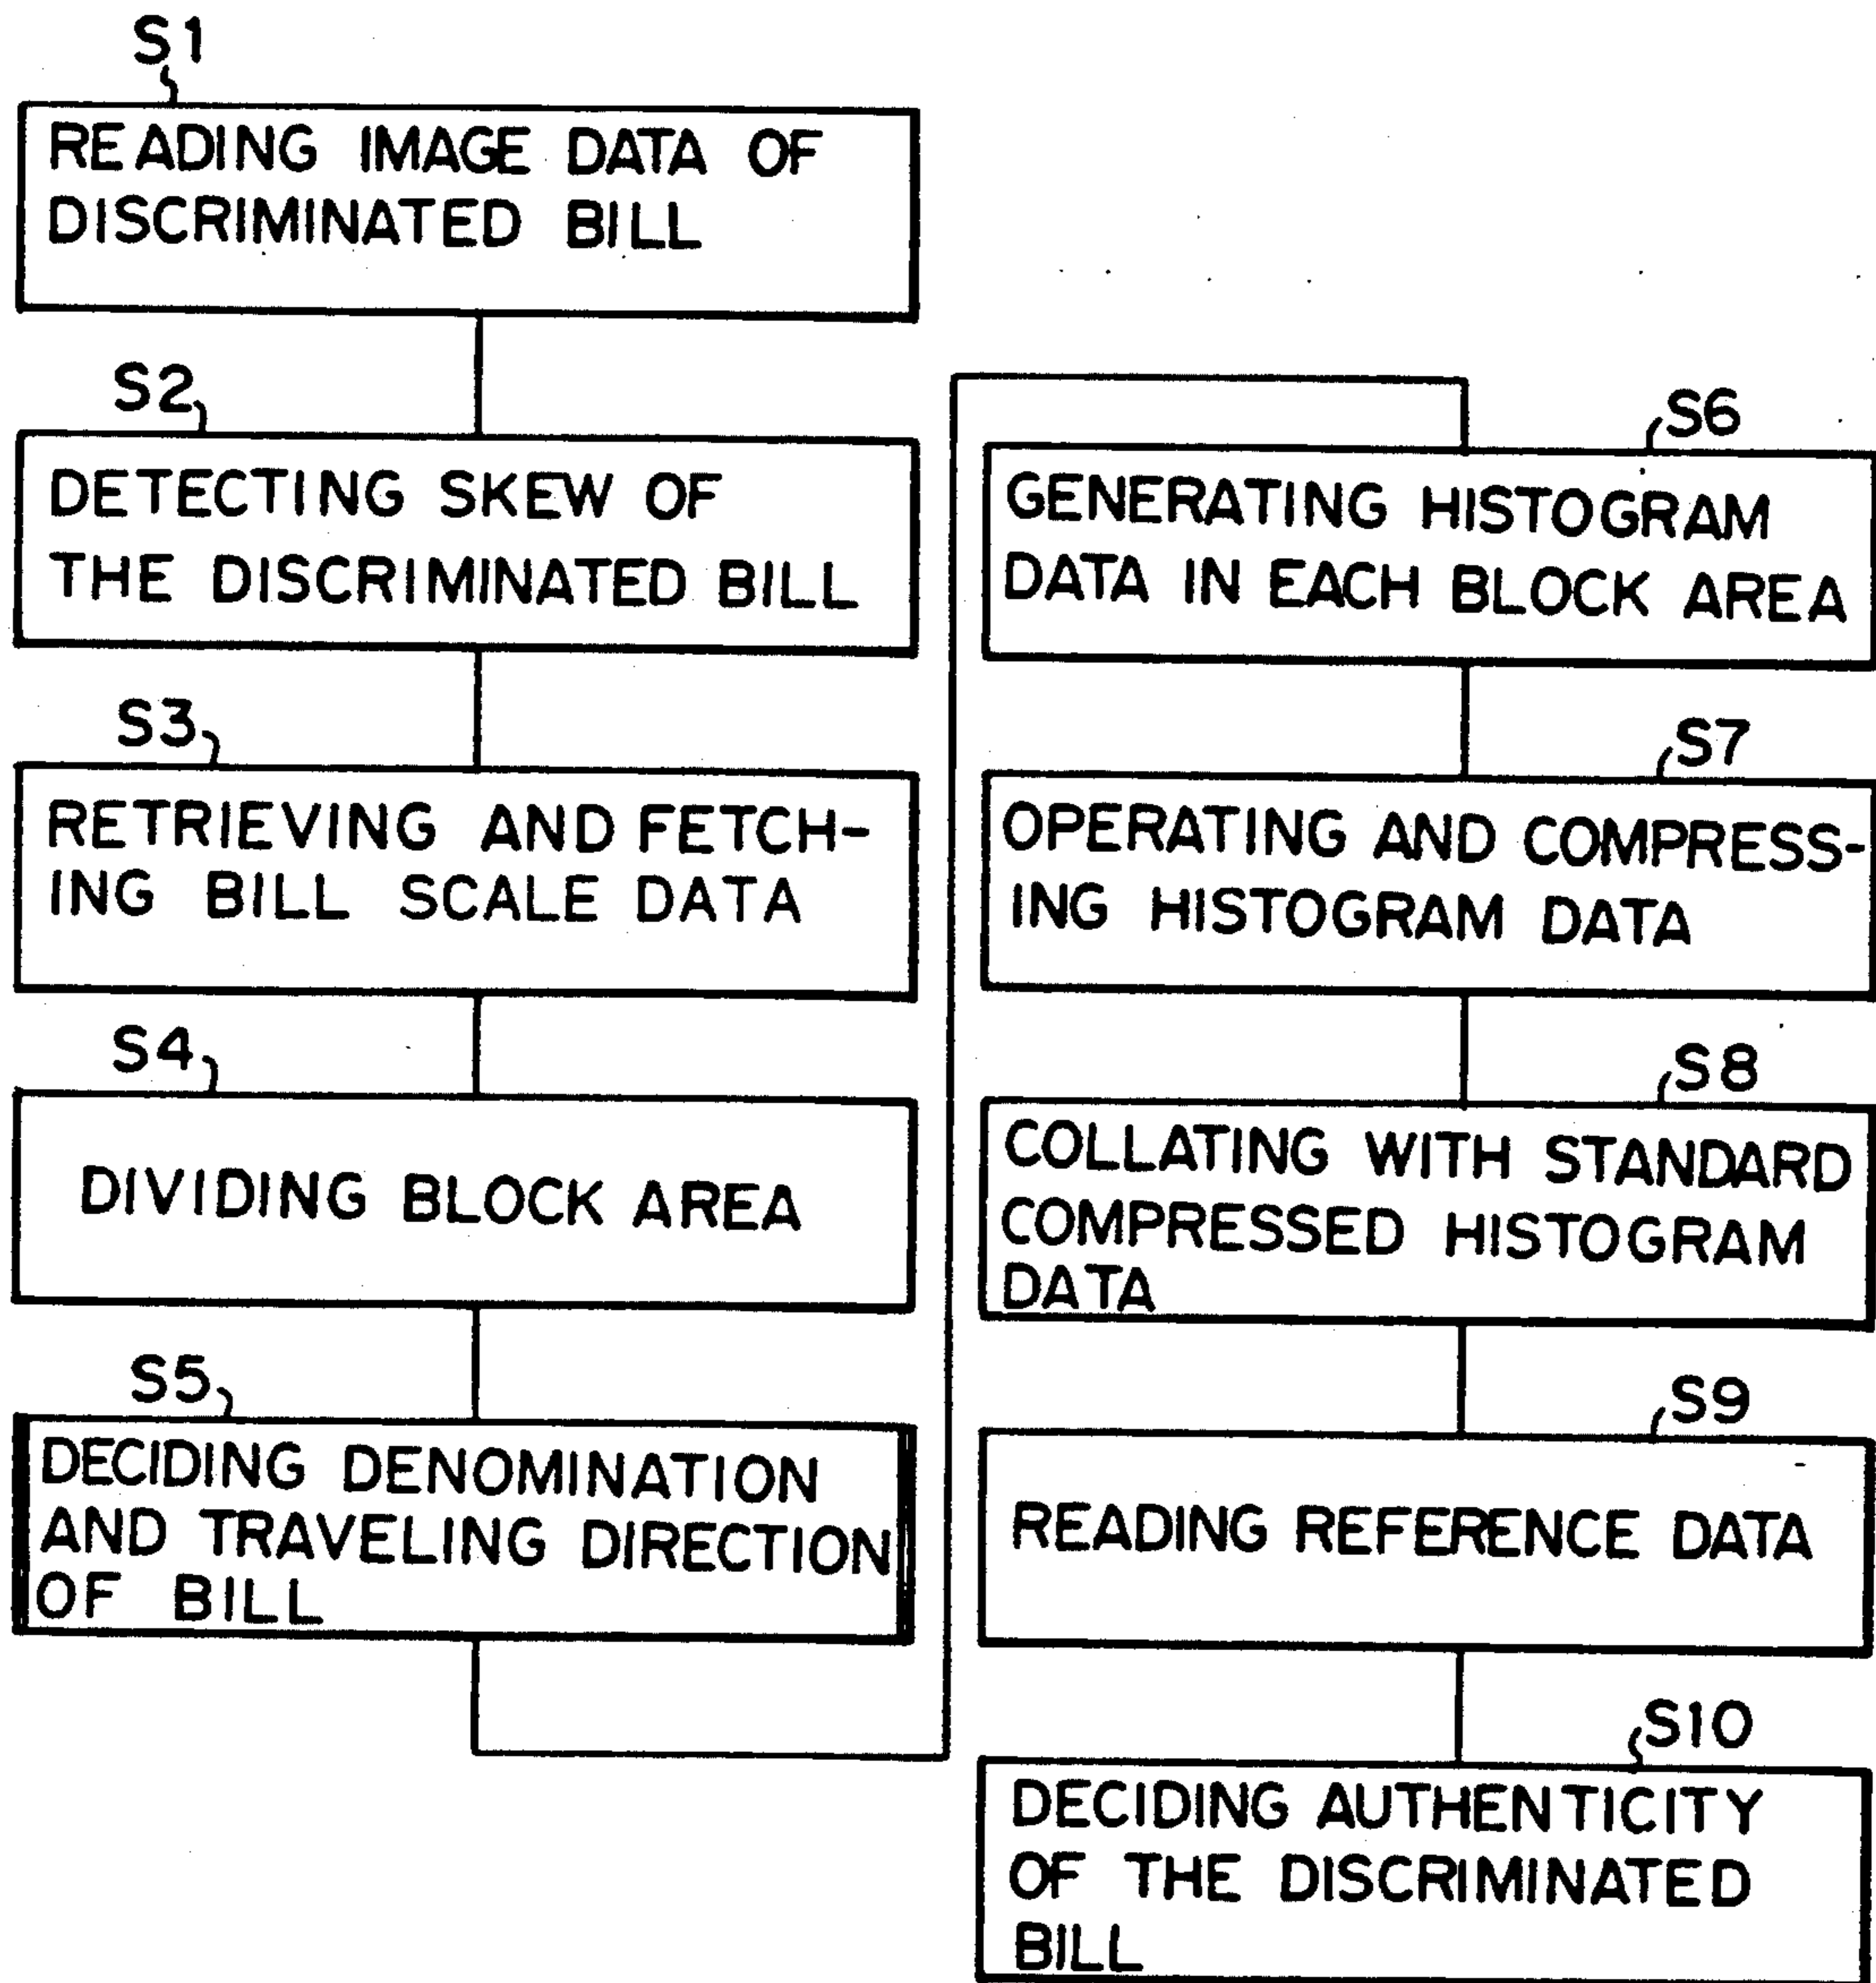 S1
READING IMAGE DATA OF
DISCRIMINATED BILL
S2
DETECTING SKEW OF
THE DISCRIMINATED BILL
S3
RETRIEVING AND FETCH-
ING BILL SCALE DATA
S4
DIVIDING BLOCK AREA
S5
DECIDING DENOMINATION
AND TRAVELING DIRECTION
OF BILL
S6
GENERATING HISTOGRAM
DATA IN EACH BLOCK AREA
S7
OPERATING AND COMPRESS-
ING HISTOGRAM DATA
S8
COLLATING WITH STANDARD
COMPRESSED HISTOGRAM
DATA
S9
READING REFERENCE DATA
S10
DECIDING AUTHENTICITY
OF THE DISCRIMINATED
BILL